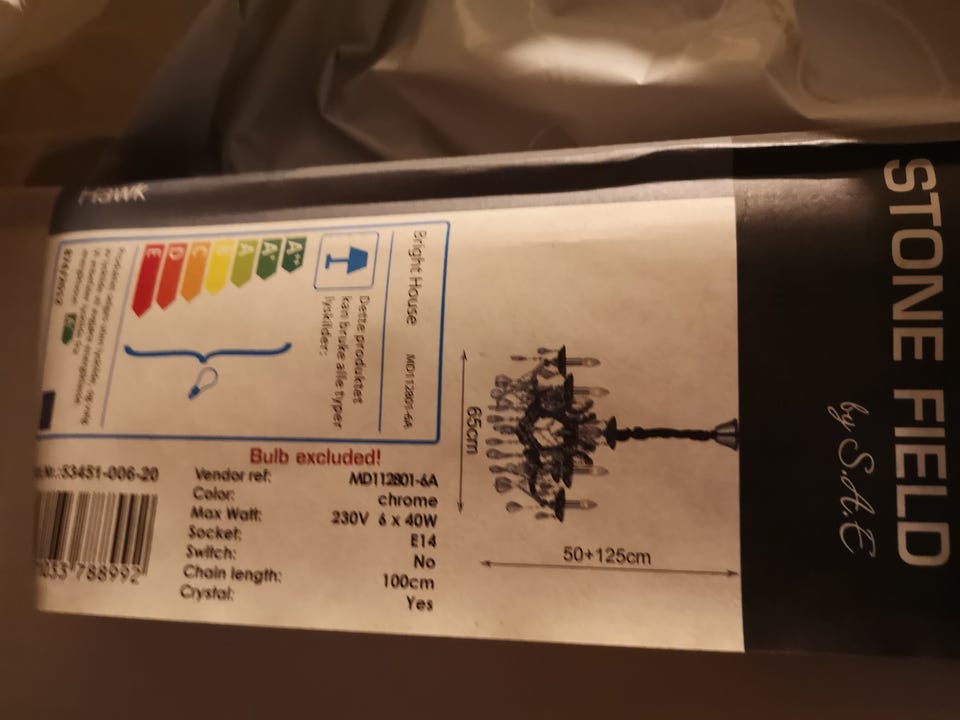 STONE FIELD
by S.A.E
65cm
50+125cm
Bright House
MD112801-6A
Dette produktet
kan bruke alle typer
lyskilder:
A++
A+
A
B
C
D
E
874/2012
Bulb excluded!
Vendor ref: MD112801-6A
Color: chrome
Max Watt: 230V 6 x 40W
Socket: E14
Switch: No
Chain length: 100cm
Crystal: Yes
53451-006-20
788992
Hawk